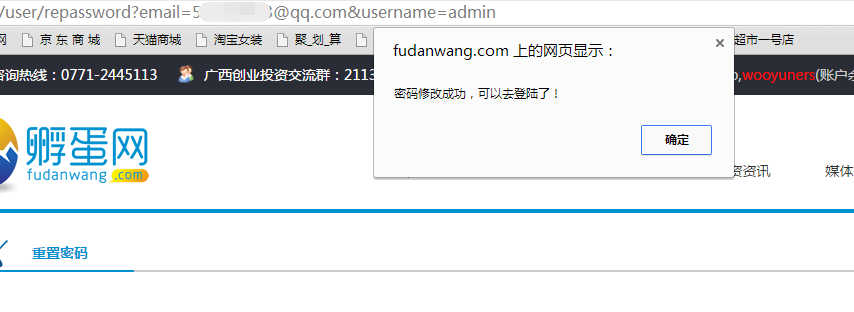 /user/repassword?email=5@qq.com&username=admin
网 京 东 商 城 天猫商城 淘宝女装 聚_划_算 超市一号店
咨询热线：0771-2445113 广西创业投资交流群：2113 o,wooyuners(账户余
fudanwang.com 上的网页显示：
密码修改成功，可以去登陆了！
确定
孵蛋网
fudanwang.com
资资讯 媒体
重置密码